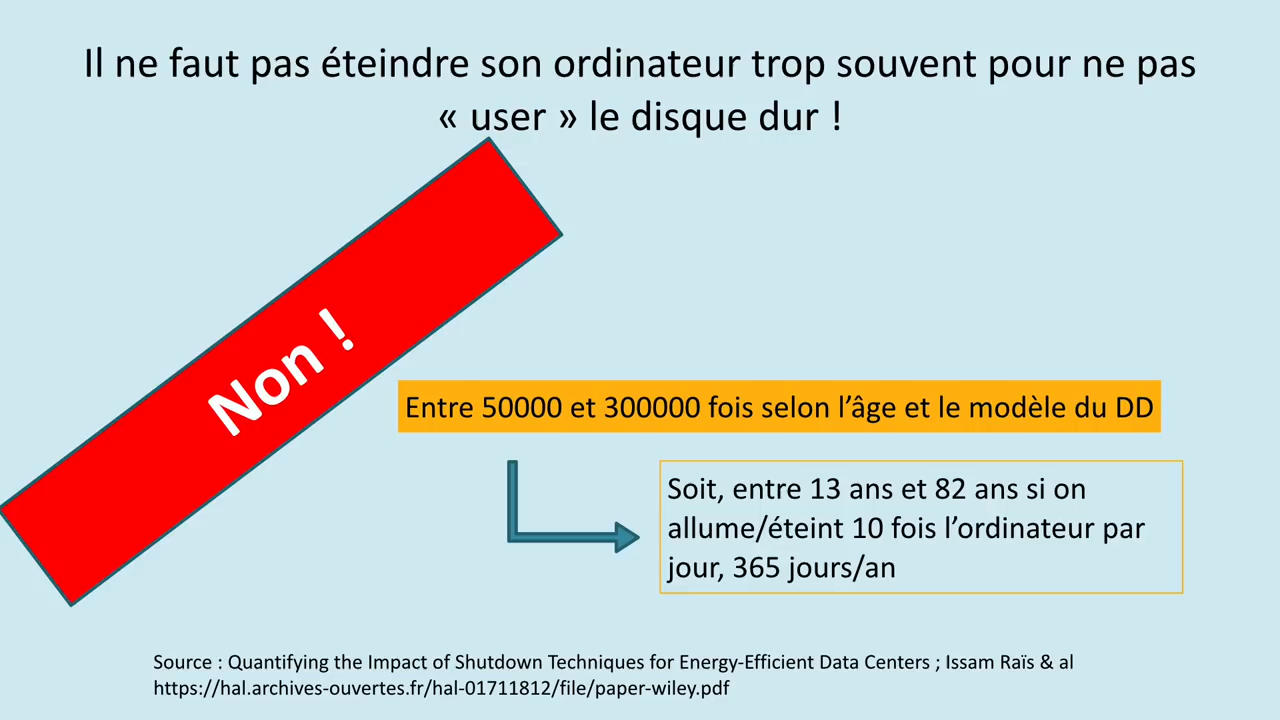 Il ne faut pas éteindre son ordinateur trop souvent pour ne pas
« user » le disque dur !
Non !
Entre 50000 et 300000 fois selon l’âge et le modèle du DD
Soit, entre 13 ans et 82 ans si on
allume/éteint 10 fois l’ordinateur par
jour, 365 jours/an
Source : Quantifying the Impact of Shutdown Techniques for Energy-Efficient Data Centers ; Issam Raïs & al
https://hal.archives-ouvertes.fr/hal-01711812/file/paper-wiley.pdf